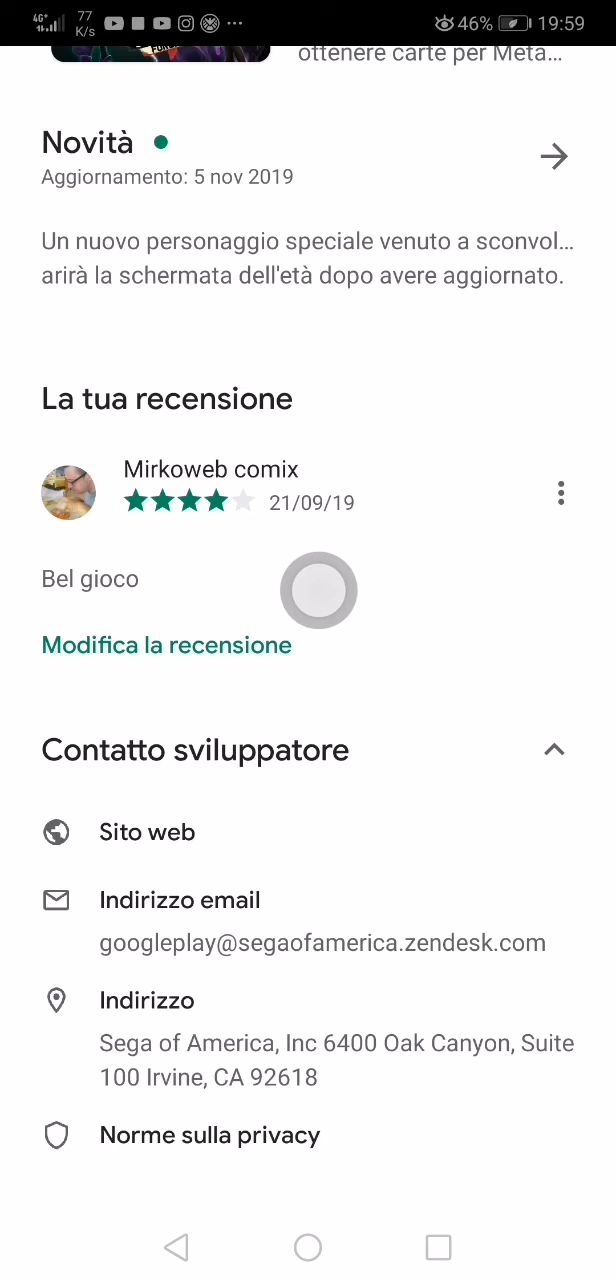 4G+ 77 K/s 46% 19:59
ottenere carte per Meta...
Novità
Aggiornamento: 5 nov 2019
Un nuovo personaggio speciale venuto a sconvol...
arirà la schermata dell'età dopo avere aggiornato.
La tua recensione
Mirkoweb comix
21/09/19
Bel gioco
Modifica la recensione
Contatto sviluppatore
Sito web
Indirizzo email
googleplay@segaofamerica.zendesk.com
Indirizzo
Sega of America, Inc 6400 Oak Canyon, Suite
100 Irvine, CA 92618
Norme sulla privacy